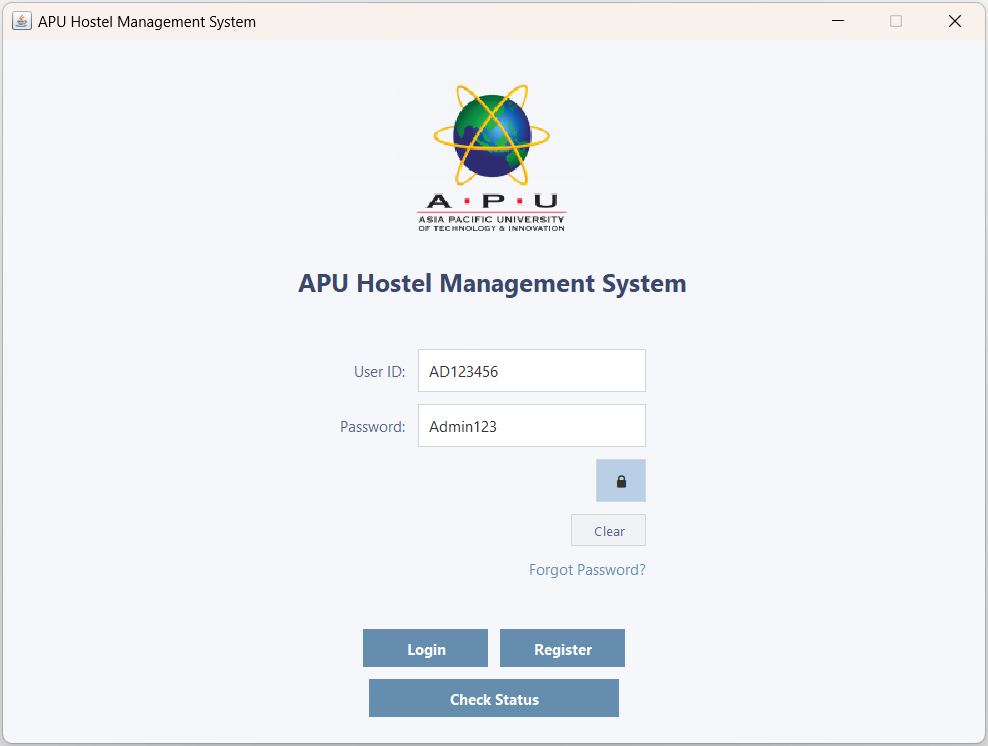 APU Hostel Management System
A · P · U
ASIA PACIFIC UNIVERSITY
OF TECHNOLOGY & INNOVATION
APU Hostel Management System
User ID: AD123456
Password: Admin123
Clear
Forgot Password?
Login Register
Check Status